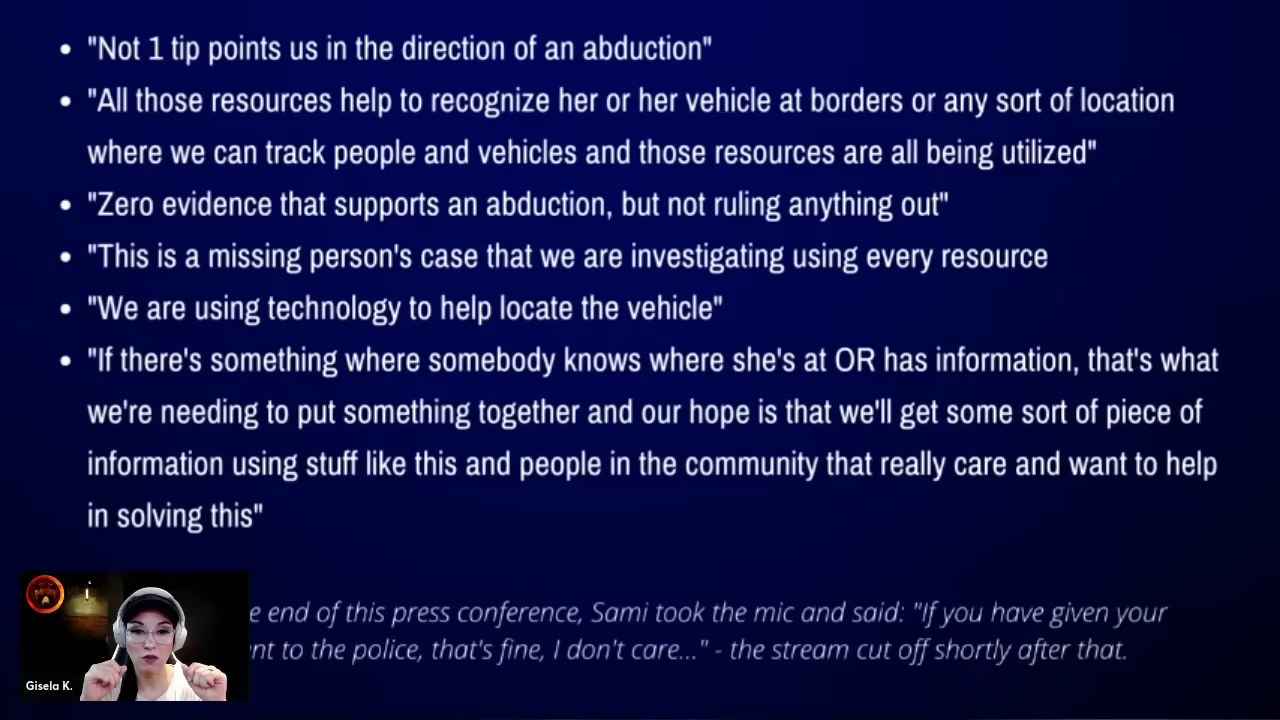 • "Not 1 tip points us in the direction of an abduction"
• "All those resources help to recognize her or her vehicle at borders or any sort of location
where we can track people and vehicles and those resources are all being utilized"
• "Zero evidence that supports an abduction, but not ruling anything out"
• "This is a missing person's case that we are investigating using every resource
• "We are using technology to help locate the vehicle"
• "If there's something where somebody knows where she's at OR has information, that's what
we're needing to put something together and our hope is that we'll get some sort of piece of
information using stuff like this and people in the community that really care and want to help
in solving this"
end of this press conference, Sami took the mic and said: "If you have given your
to the police, that's fine, I don't care..." - the stream cut off shortly after that.
Gisela K.